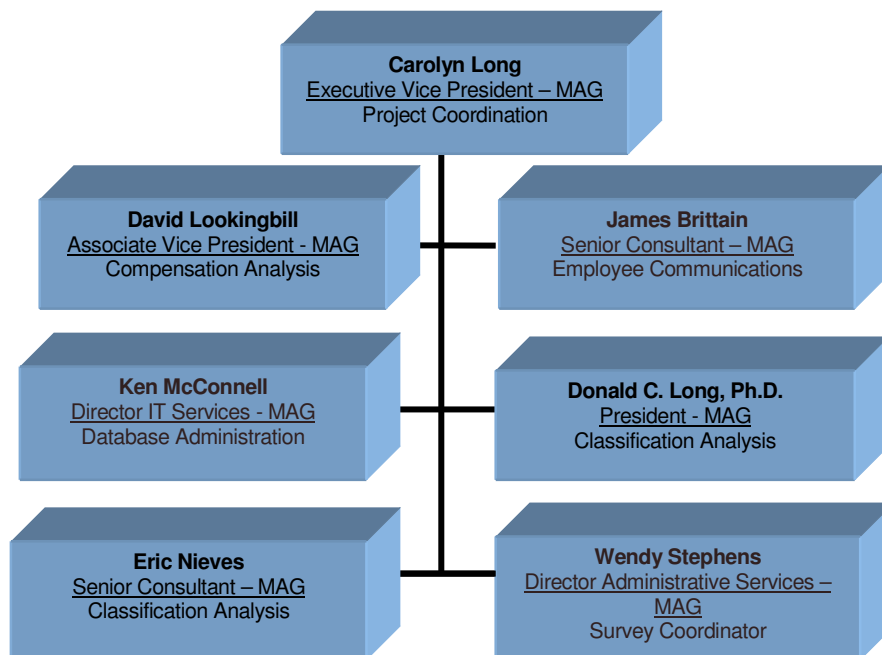 Carolyn Long
Executive Vice President – MAG
Project Coordination
David Lookingbill
Associate Vice President - MAG
Compensation Analysis
James Brittain
Senior Consultant – MAG
Employee Communications
Ken McConnell
Director IT Services - MAG
Database Administration
Donald C. Long, Ph.D.
President - MAG
Classification Analysis
Eric Nieves
Senior Consultant – MAG
Classification Analysis
Wendy Stephens
Director Administrative Services –
MAG
Survey Coordinator